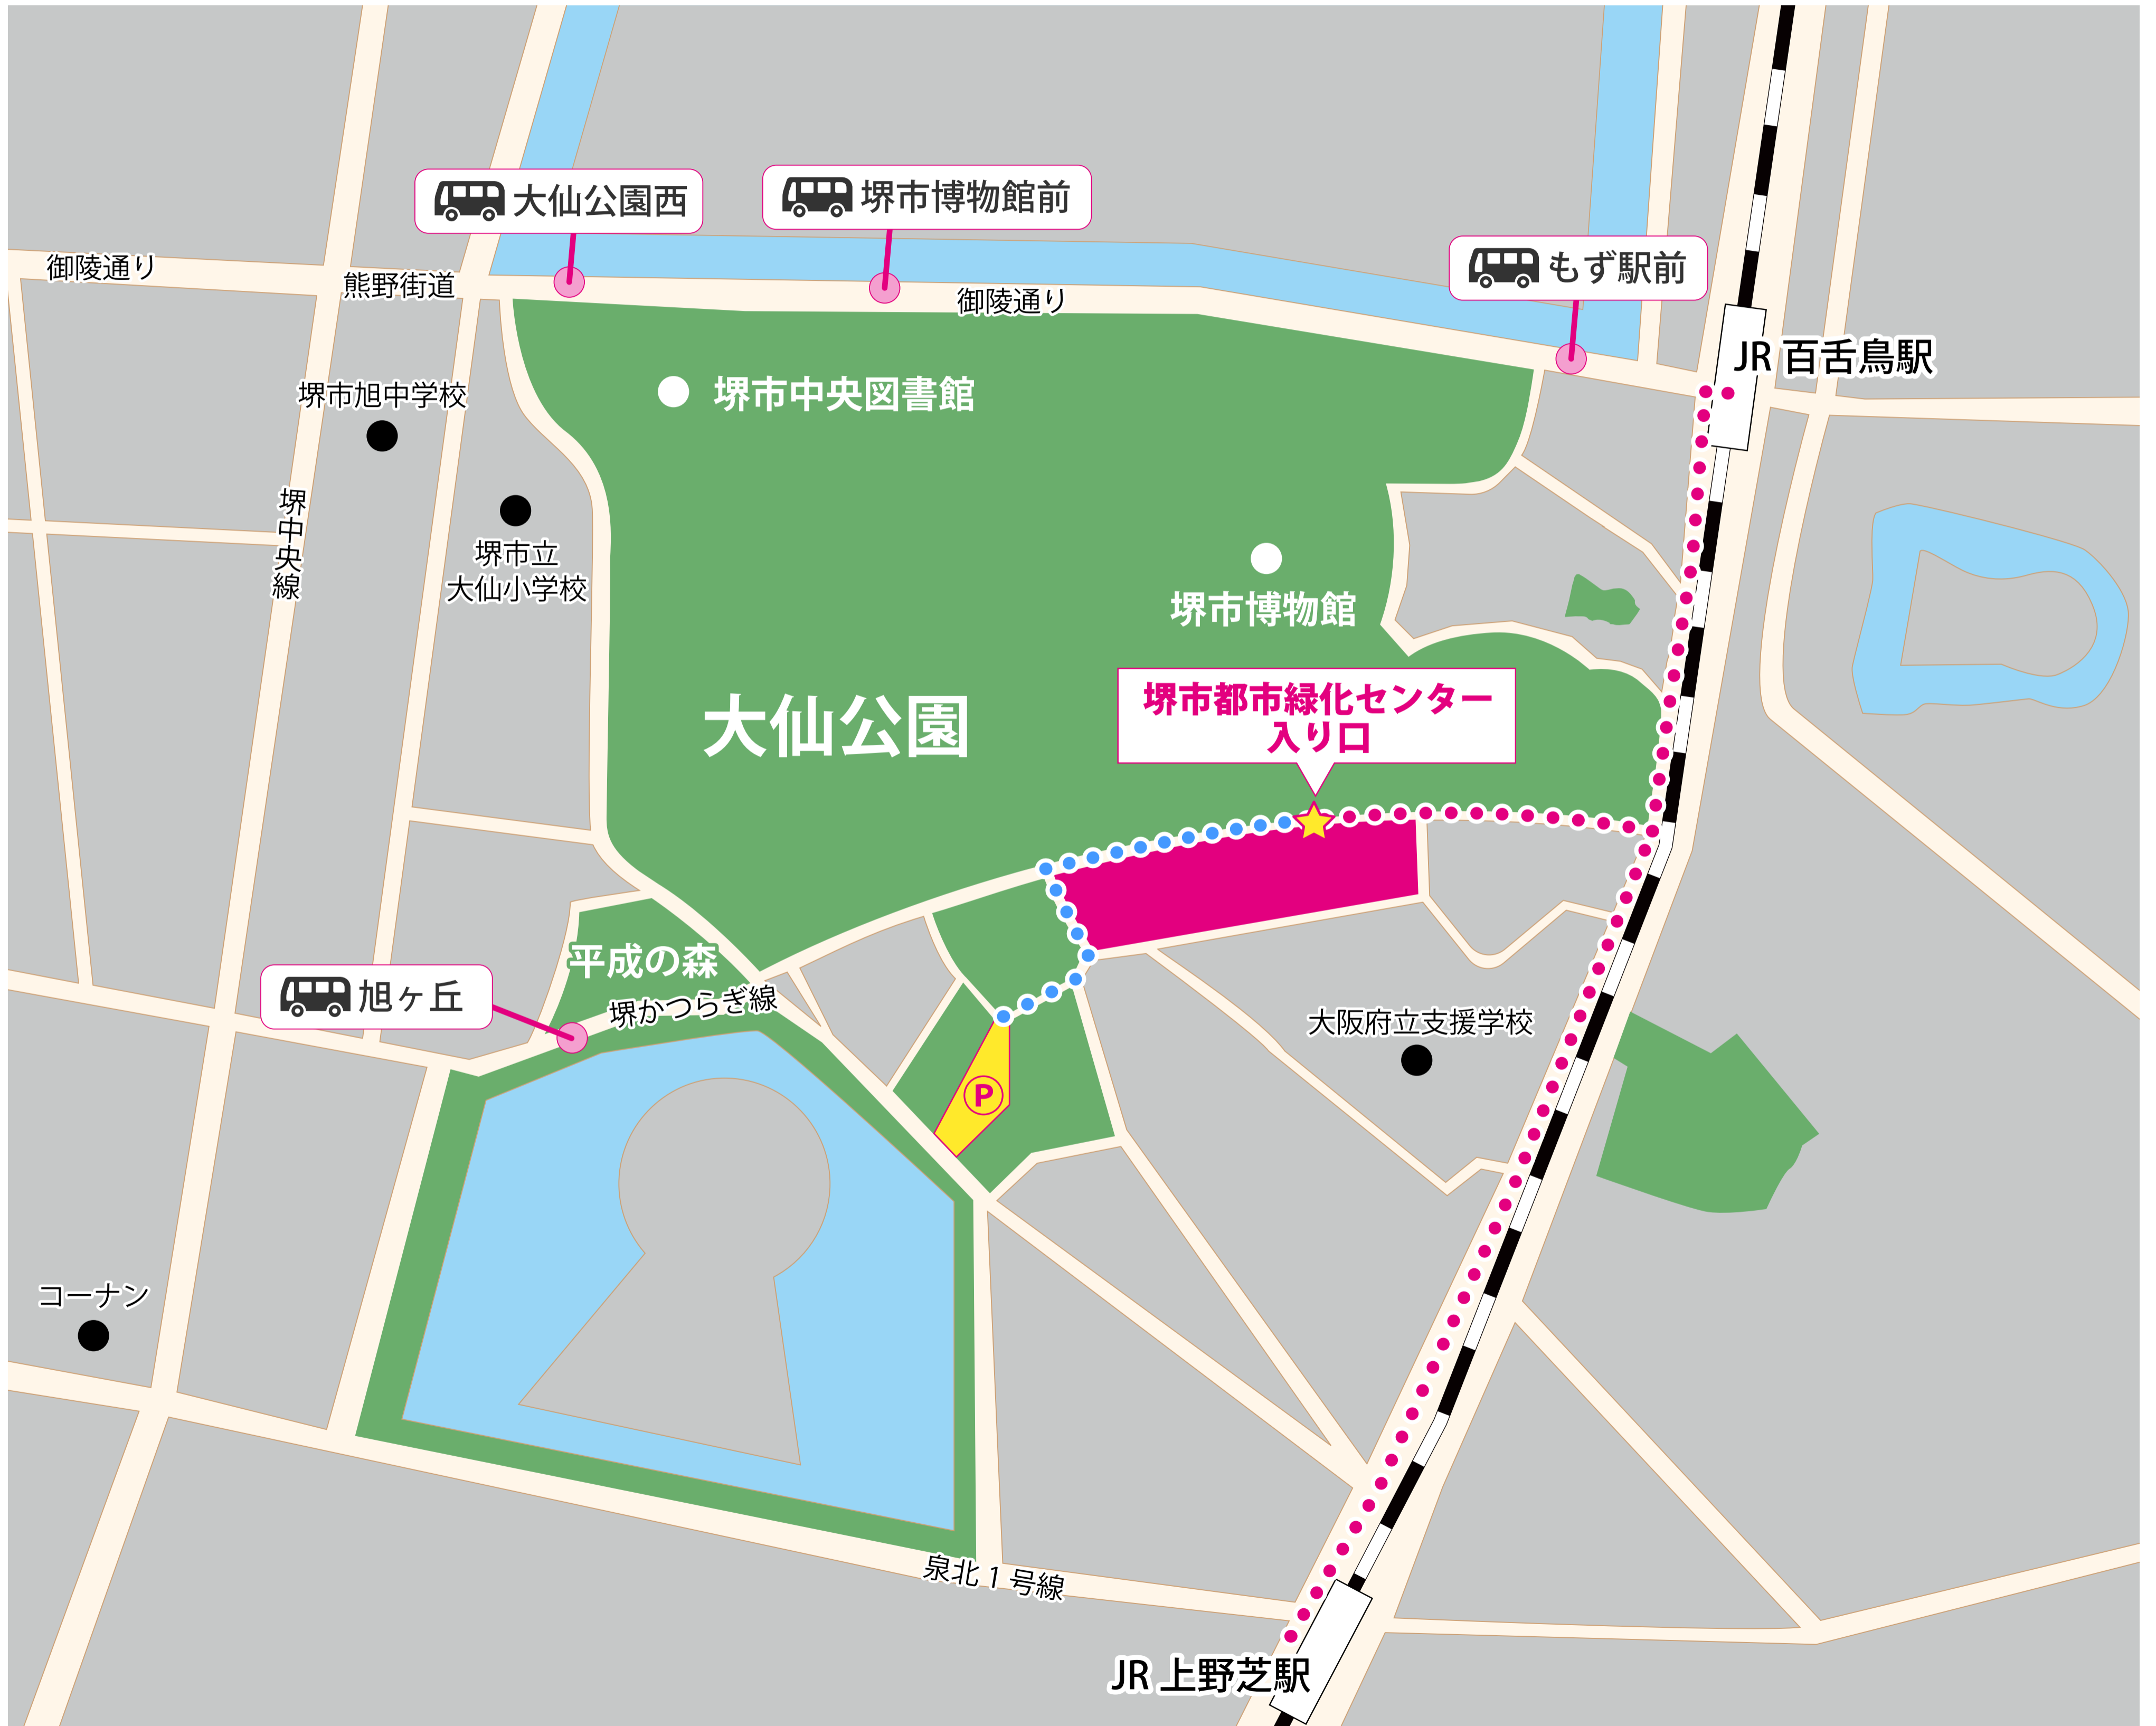 大仙公園西
堺市博物館前
もず駅前
御陵通り
熊野街道
御陵通り
JR 百舌鳥駅
堺市旭中学校
堺市中央図書館
堺中央線
堺市立
大仙小学校
堺市博物館
大仙公園
堺市都市緑化センター
入り口
平成の森
旭ヶ丘
堺かつらぎ線
大阪府立支援学校
P
コーナン
泉北1号線
JR 上野芝駅